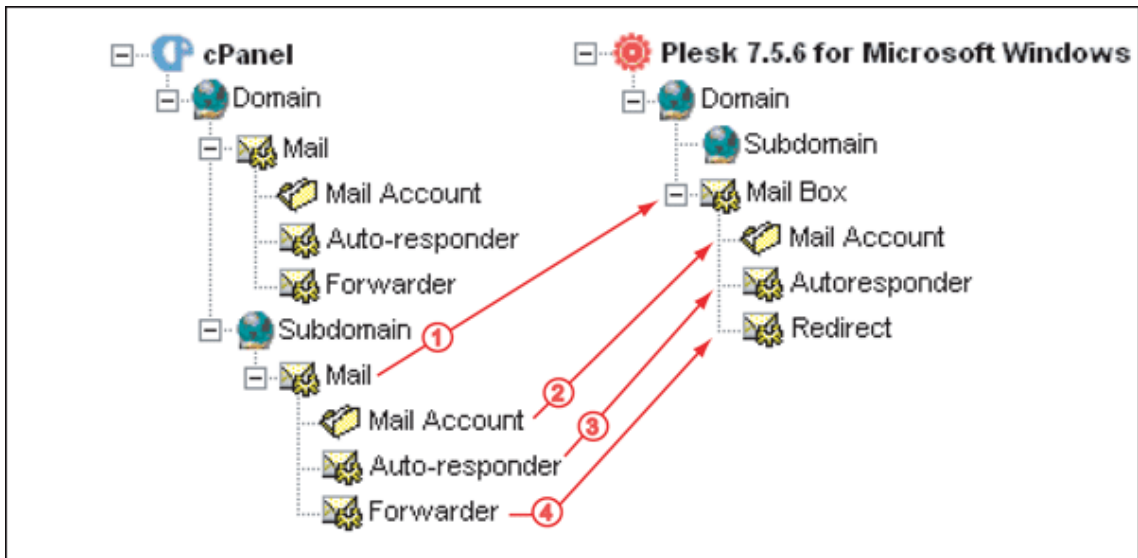 cPanel
Domain
Mail
Mail Account
Auto-responder
Forwarder
Subdomain
Mail
Mail Account
Auto-responder
Forwarder
1
2
3
4
Plesk 7.5.6 for Microsoft Windows
Domain
Subdomain
Mail Box
Mail Account
Autoresponder
Redirect